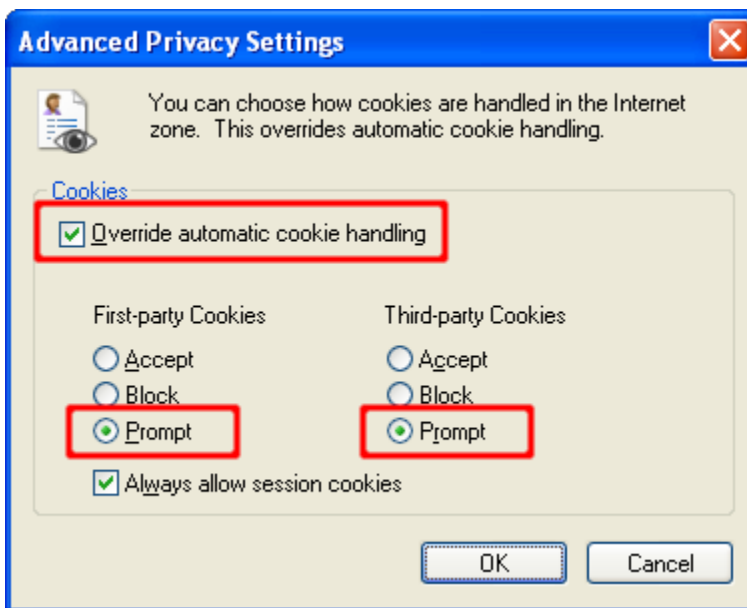 Advanced Privacy Settings
You can choose how cookies are handled in the Internet
zone.  This overrides automatic cookie handling.
Cookies
Override automatic cookie handling
First-party Cookies
Third-party Cookies
Accept
Accept
Block
Block
Prompt
Prompt
Always allow session cookies
OK
Cancel